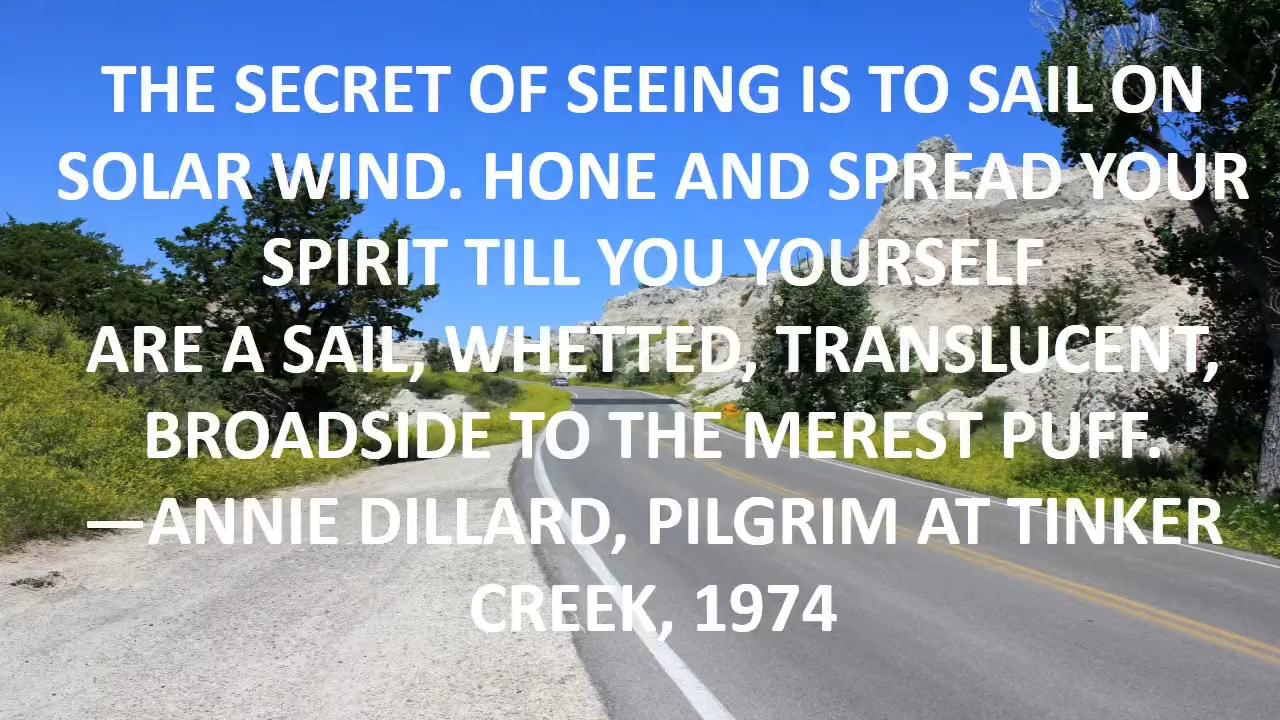 THE SECRET OF SEEING IS TO SAIL ON
SOLAR WIND. HONE AND SPREAD YOUR
SPIRIT TILL YOU YOURSELF
ARE A SAIL, WHETTED, TRANSLUCENT,
BROADSIDE TO THE MEREST PUFF.
—ANNIE DILLARD, PILGRIM AT TINKER
CREEK, 1974